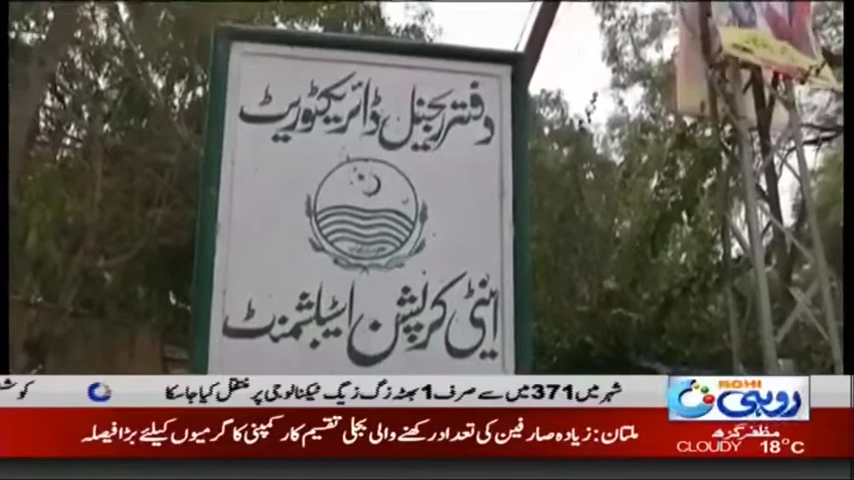 دفتر ریجنل ڈائریکٹوریٹ
اینٹی کرپشن اسٹیبلشمنٹ
شہر میں 371 میں سے صرف 1 بھٹہ زگ زیگ ٹیکنالوجی پر منتقل کیا جاسکا
ROHI
روہی
ملتان: زیادہ صارفین کی تعداد رکھنے والی بجلی تقسیم کار کمپنی کا گرمیوں کیلئے بڑا فیصلہ
مظفر گڑھ
CLOUDY 18°C